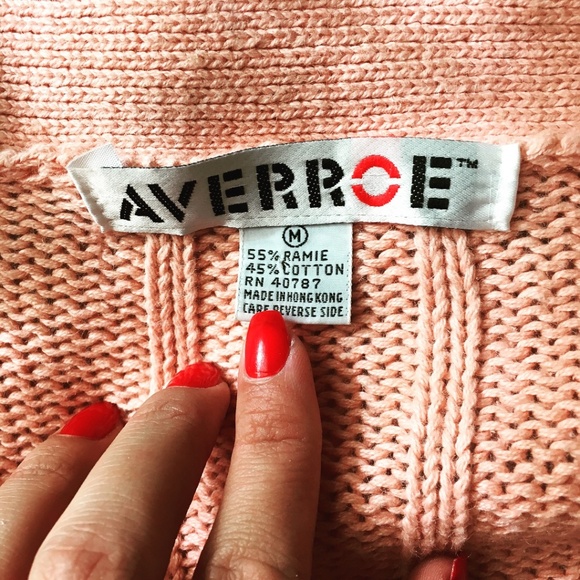 AVERROE™
M
55% RAMIE
45% COTTON
RN 40787
MADE IN HONG KONG
CARE REVERSE SIDE